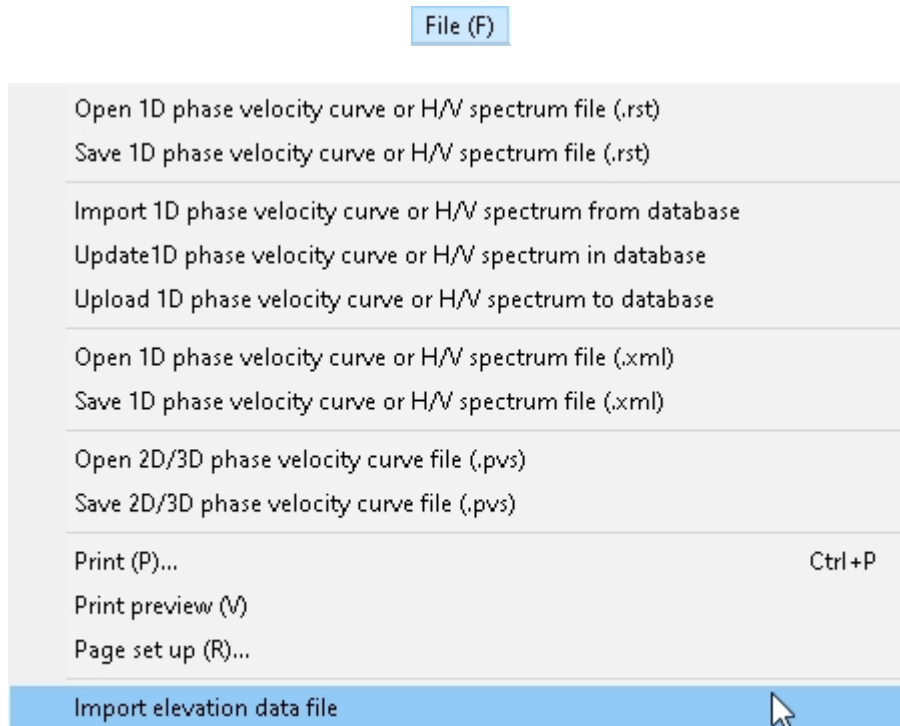 File (F)
Open 1D phase velocity curve or H/V spectrum file (.rst)
Save 1D phase velocity curve or H/V spectrum file (.rst)
Import 1D phase velocity curve or H/V spectrum from database
Update1D phase velocity curve or H/V spectrum in database
Upload 1D phase velocity curve or H/V spectrum to database
Open 1D phase velocity curve or H/V spectrum file (.xml)
Save 1D phase velocity curve or H/V spectrum file (.xml)
Open 2D/3D phase velocity curve file (.pvs)
Save 2D/3D phase velocity curve file (.pvs)
Print (P)... Ctrl+P
Print preview (V)
Page set up (R)...
Import elevation data file